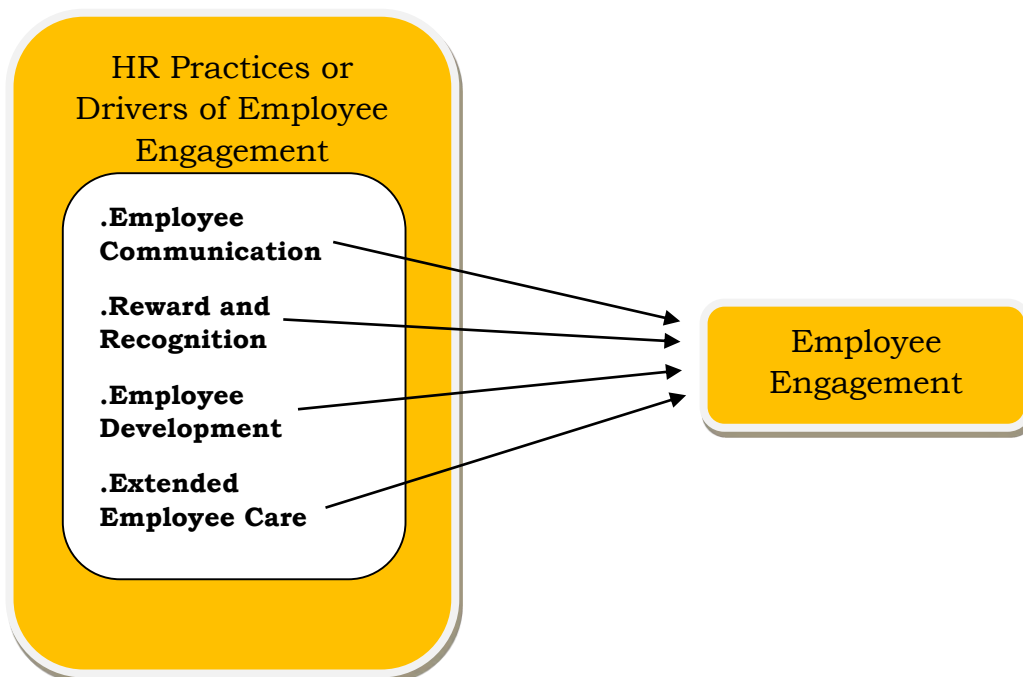 HR Practices or
Drivers of Employee
Engagement
.Employee
Communication
.Reward and
Recognition
.Employee
Development
.Extended
Employee Care
Employee
Engagement